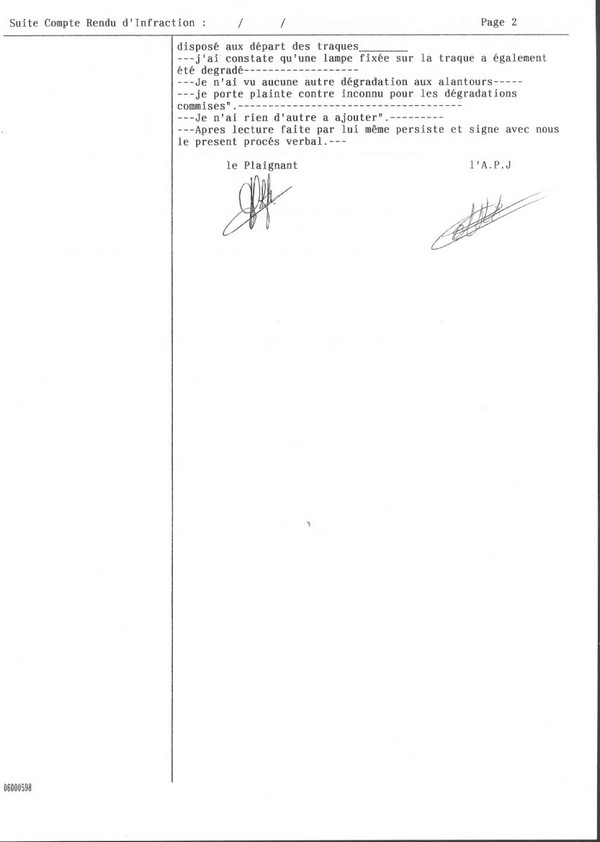 Suite Compte Rendu d'Infraction : / / Page 2
disposé aux départ des traques________
---j'ai constate qu'une lampe fixée sur la traque a également
été degradé------------------
---Je n'ai vu aucune autre dégradation aux alantours-----
---je porte plainte contre inconnu pour les dégradations
commises".-----------------------------------
---Je n'ai rien d'autre a ajouter".---------
---Apres lecture faite par lui même persiste et signe avec nous
le present procés verbal.---
le Plaignant l'A.P.J
06000598